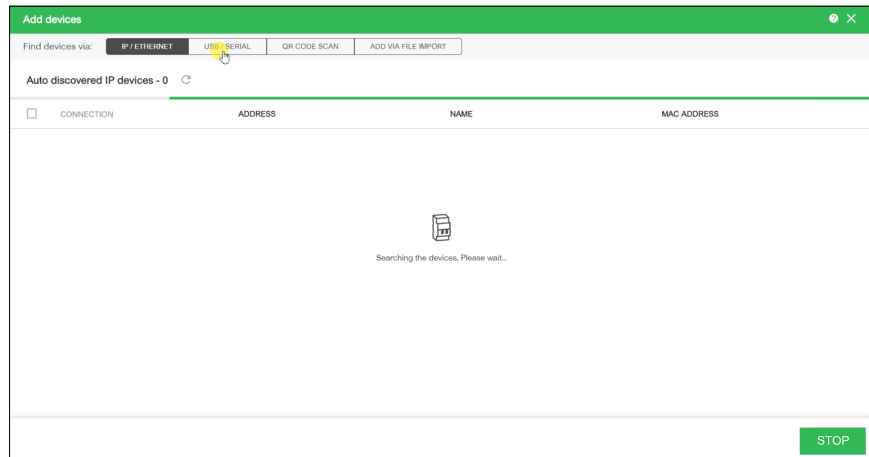 Add devices
Find devices via: IP / ETHERNET USB / SERIAL QR CODE SCAN ADD VIA FILE IMPORT
Auto discovered IP devices - 0
CONNECTION ADDRESS NAME MAC ADDRESS
Searching the devices, Please wait...
STOP